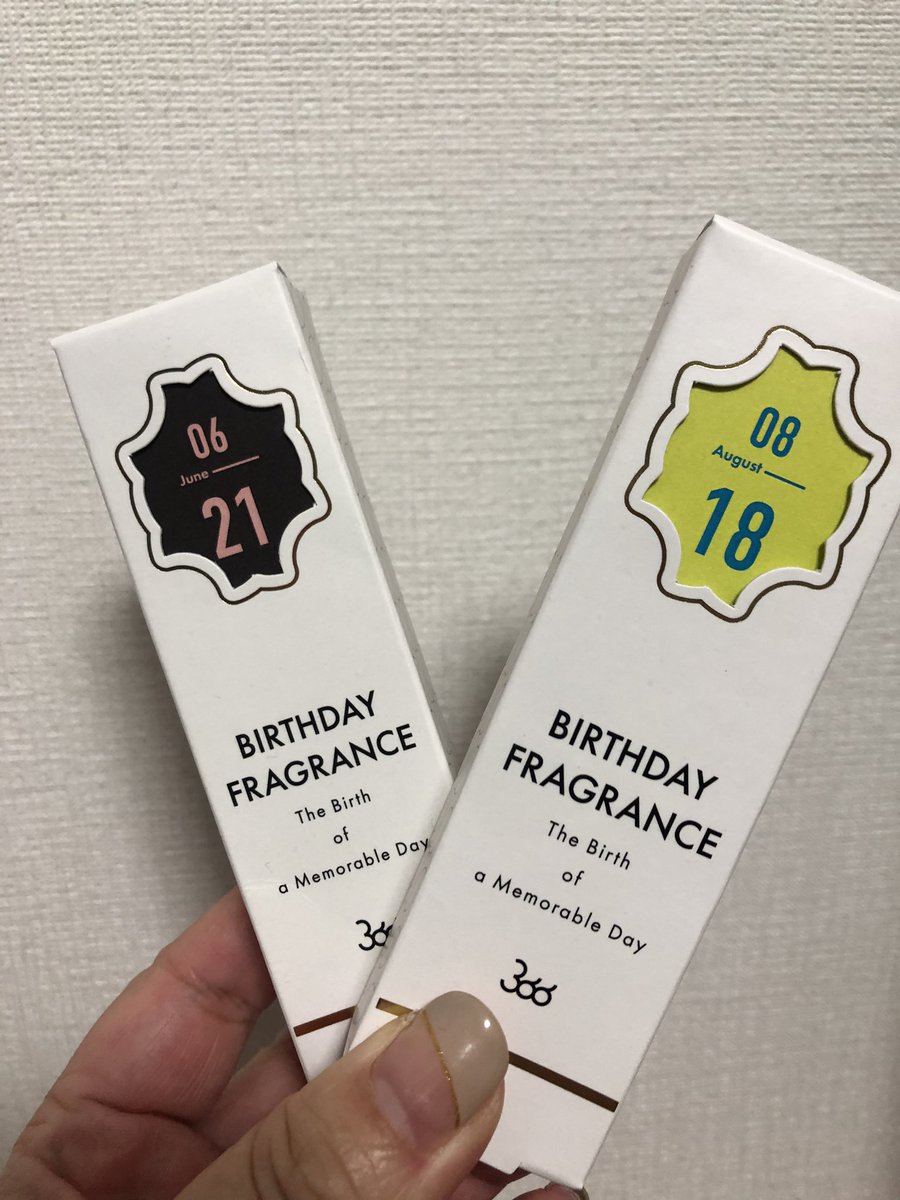 06
June
21
BIRTHDAY
FRAGRANCE
The Birth
of
a Memorable Day
366
08
August
18
BIRTHDAY
FRAGRANCE
The Birth
of
a Memorable Day
366